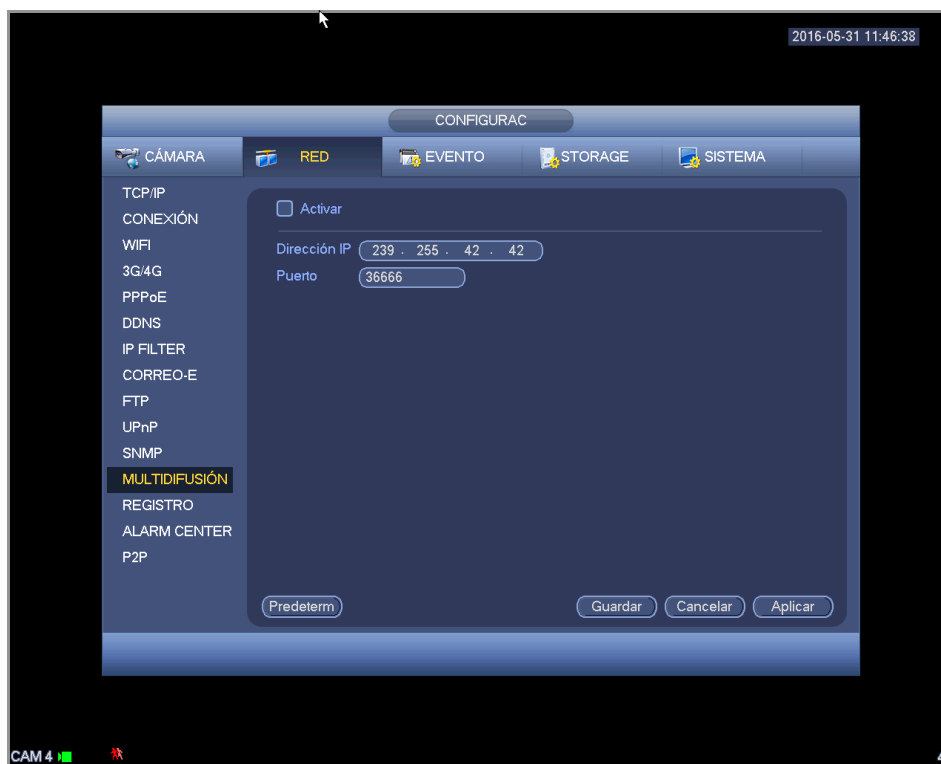 2016-05-31 11:46:38
CONFIGURAC
CÁMARA RED EVENTO STORAGE SISTEMA
TCP/IP
CONEXIÓN
WIFI
3G/4G
PPPoE
DDNS
IP FILTER
CORREO-E
FTP
UPnP
SNMP
MULTIDIFUSIÓN
REGISTRO
ALARM CENTER
P2P
Activar
Dirección IP 239 . 255 . 42 . 42
Puerto 36666
Predeterm Guardar Cancelar Aplicar
CAM 4